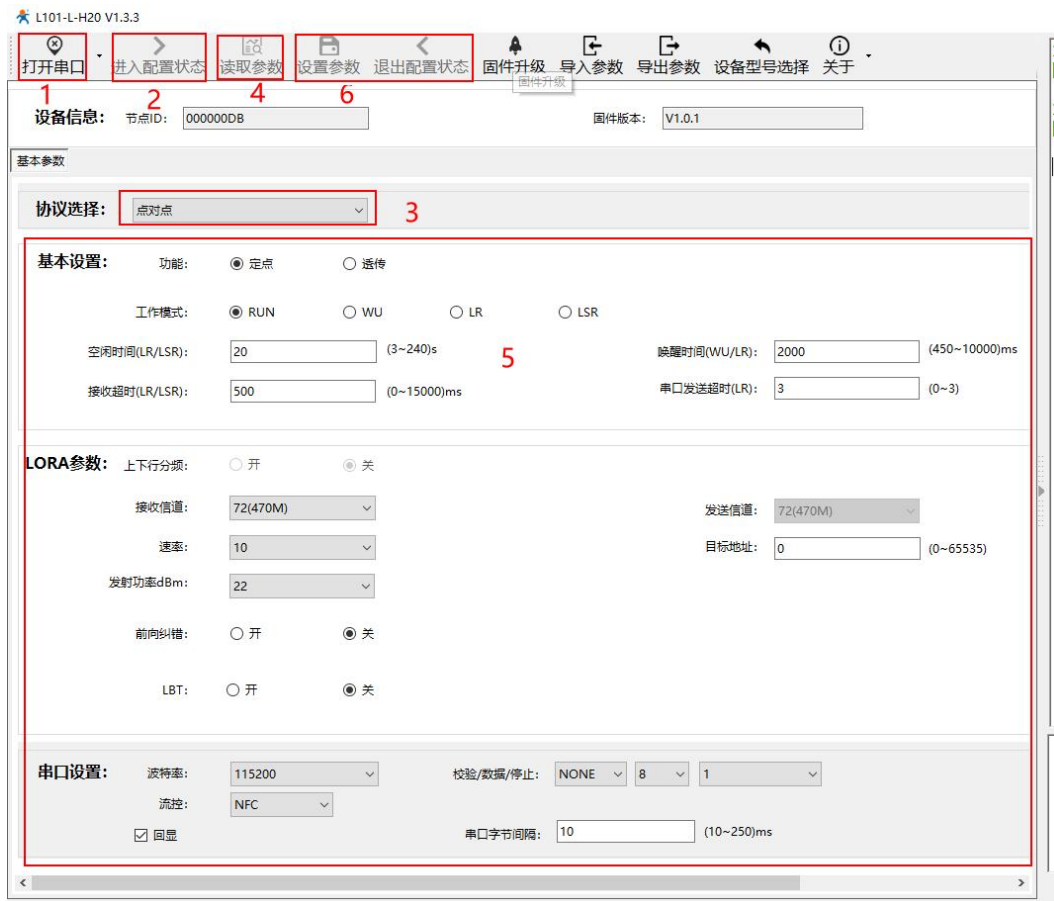 L101-L-H20 V1.3.3
打开串口 进入配置状态 读取参数 设置参数 退出配置状态 固件升级 导入参数 导出参数 设备型号选择 关于
固件升级
1 2 4 6
设备信息: 节点ID: 000000DB 固件版本: V1.0.1
基本参数
协议选择: 点对点 3
基本设置: 功能: 定点 透传
工作模式: RUN WU LR LSR
空闲时间(LR/LSR): 20 (3~240)s 5 唤醒时间(WU/LR): 2000 (450~10000)ms
接收超时(LR/LSR): 500 (0~15000)ms 串口发送超时(LR): 3 (0~3)
LORA参数: 上下行分频: 开 关
接收信道: 72(470M) 发送信道: 72(470M)
速率: 10 目标地址: 0 (0~65535)
发射功率dBm: 22
前向纠错: 开 关
LBT: 开 关
串口设置: 波特率: 115200 校验/数据/停止: NONE 8 1
流控: NFC
回显 串口字节间隔: 10 (10~250)ms